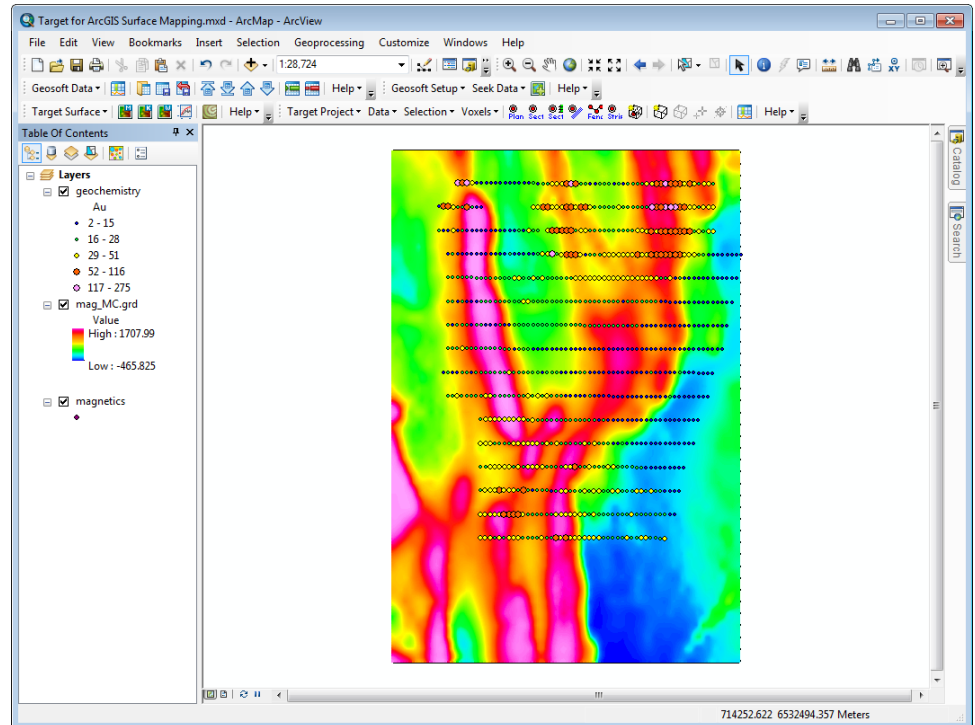 Target for ArcGIS Surface Mapping.mxd - ArcMap - ArcView
File Edit View Bookmarks Insert Selection Geoprocessing Customize Windows Help
1:28,724
Geosoft Data Help Geosoft Setup Seek Data Help
Target Surface Help Target Project Data Selection Voxels Plan Sect Sect Fenc Stri Help
Table Of Contents
Layers
geochemistry
Au
2 - 15
16 - 28
29 - 51
52 - 116
117 - 275
mag_MC.grd
Value
High : 1707.99
Low : -465.825
magnetics
Catalog
Search
714252.622 6532494.357 Meters